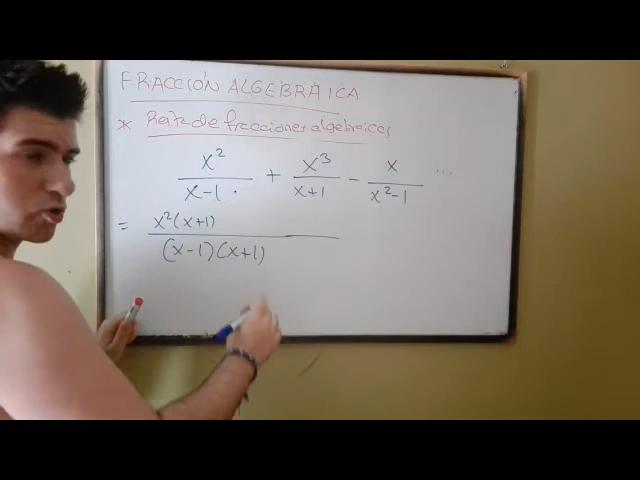 FRACCIÓN ALGEBRAICA
* Resta de fracciones algebraicas
x²/(x-1) + x³/(x+1) - x/(x²-1) ...
= x²(x+1)/(x-1)(x+1)